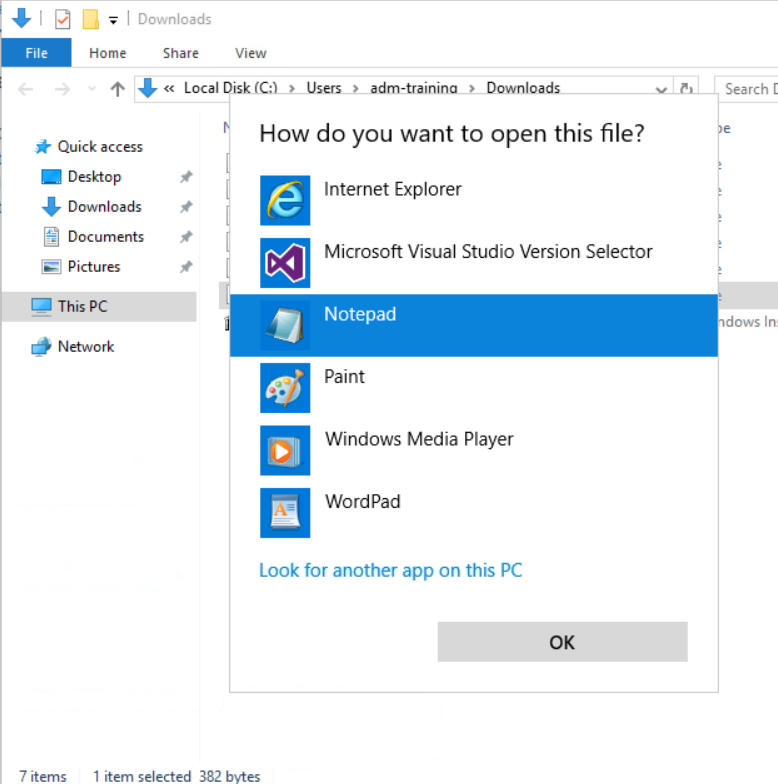 Downloads
File Home Share View
« Local Disk (C:) > Users > adm-training > Downloads
Search D
How do you want to open this file?
Quick access
Desktop
Downloads
Documents
Pictures
This PC
Network
Internet Explorer
Microsoft Visual Studio Version Selector
Notepad
Paint
Windows Media Player
WordPad
Look for another app on this PC
OK
ndows Ins
7 items 1 item selected 382 bytes